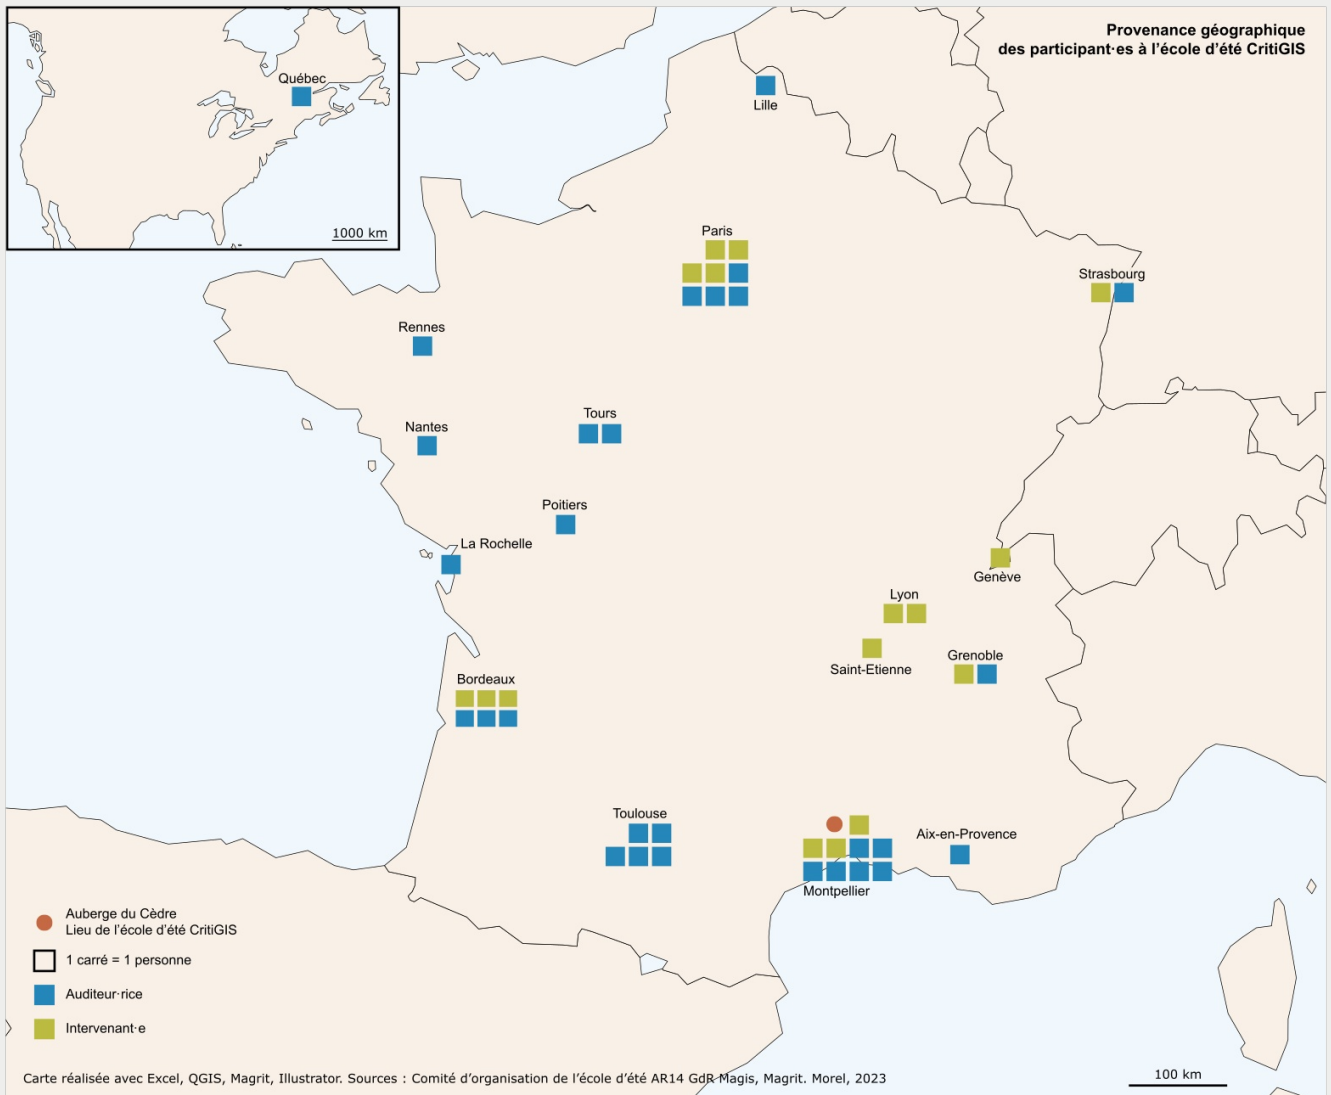 Provenance géographique
des participant·es à l’école d’été CritiGIS
Québec
1000 km
Lille
Paris
Strasbourg
Rennes
Tours
Nantes
Poitiers
La Rochelle
Genève
Lyon
Saint-Etienne
Grenoble
Bordeaux
Toulouse
Aix-en-Provence
Montpellier
Auberge du Cèdre
Lieu de l’école d’été CritiGIS
1 carré = 1 personne
Auditeur·rice
Intervenant·e
Carte réalisée avec Excel, QGIS, Magrit, Illustrator. Sources : Comité d’organisation de l’école d’été AR14 GdR Magis, Magrit. Morel, 2023
100 km